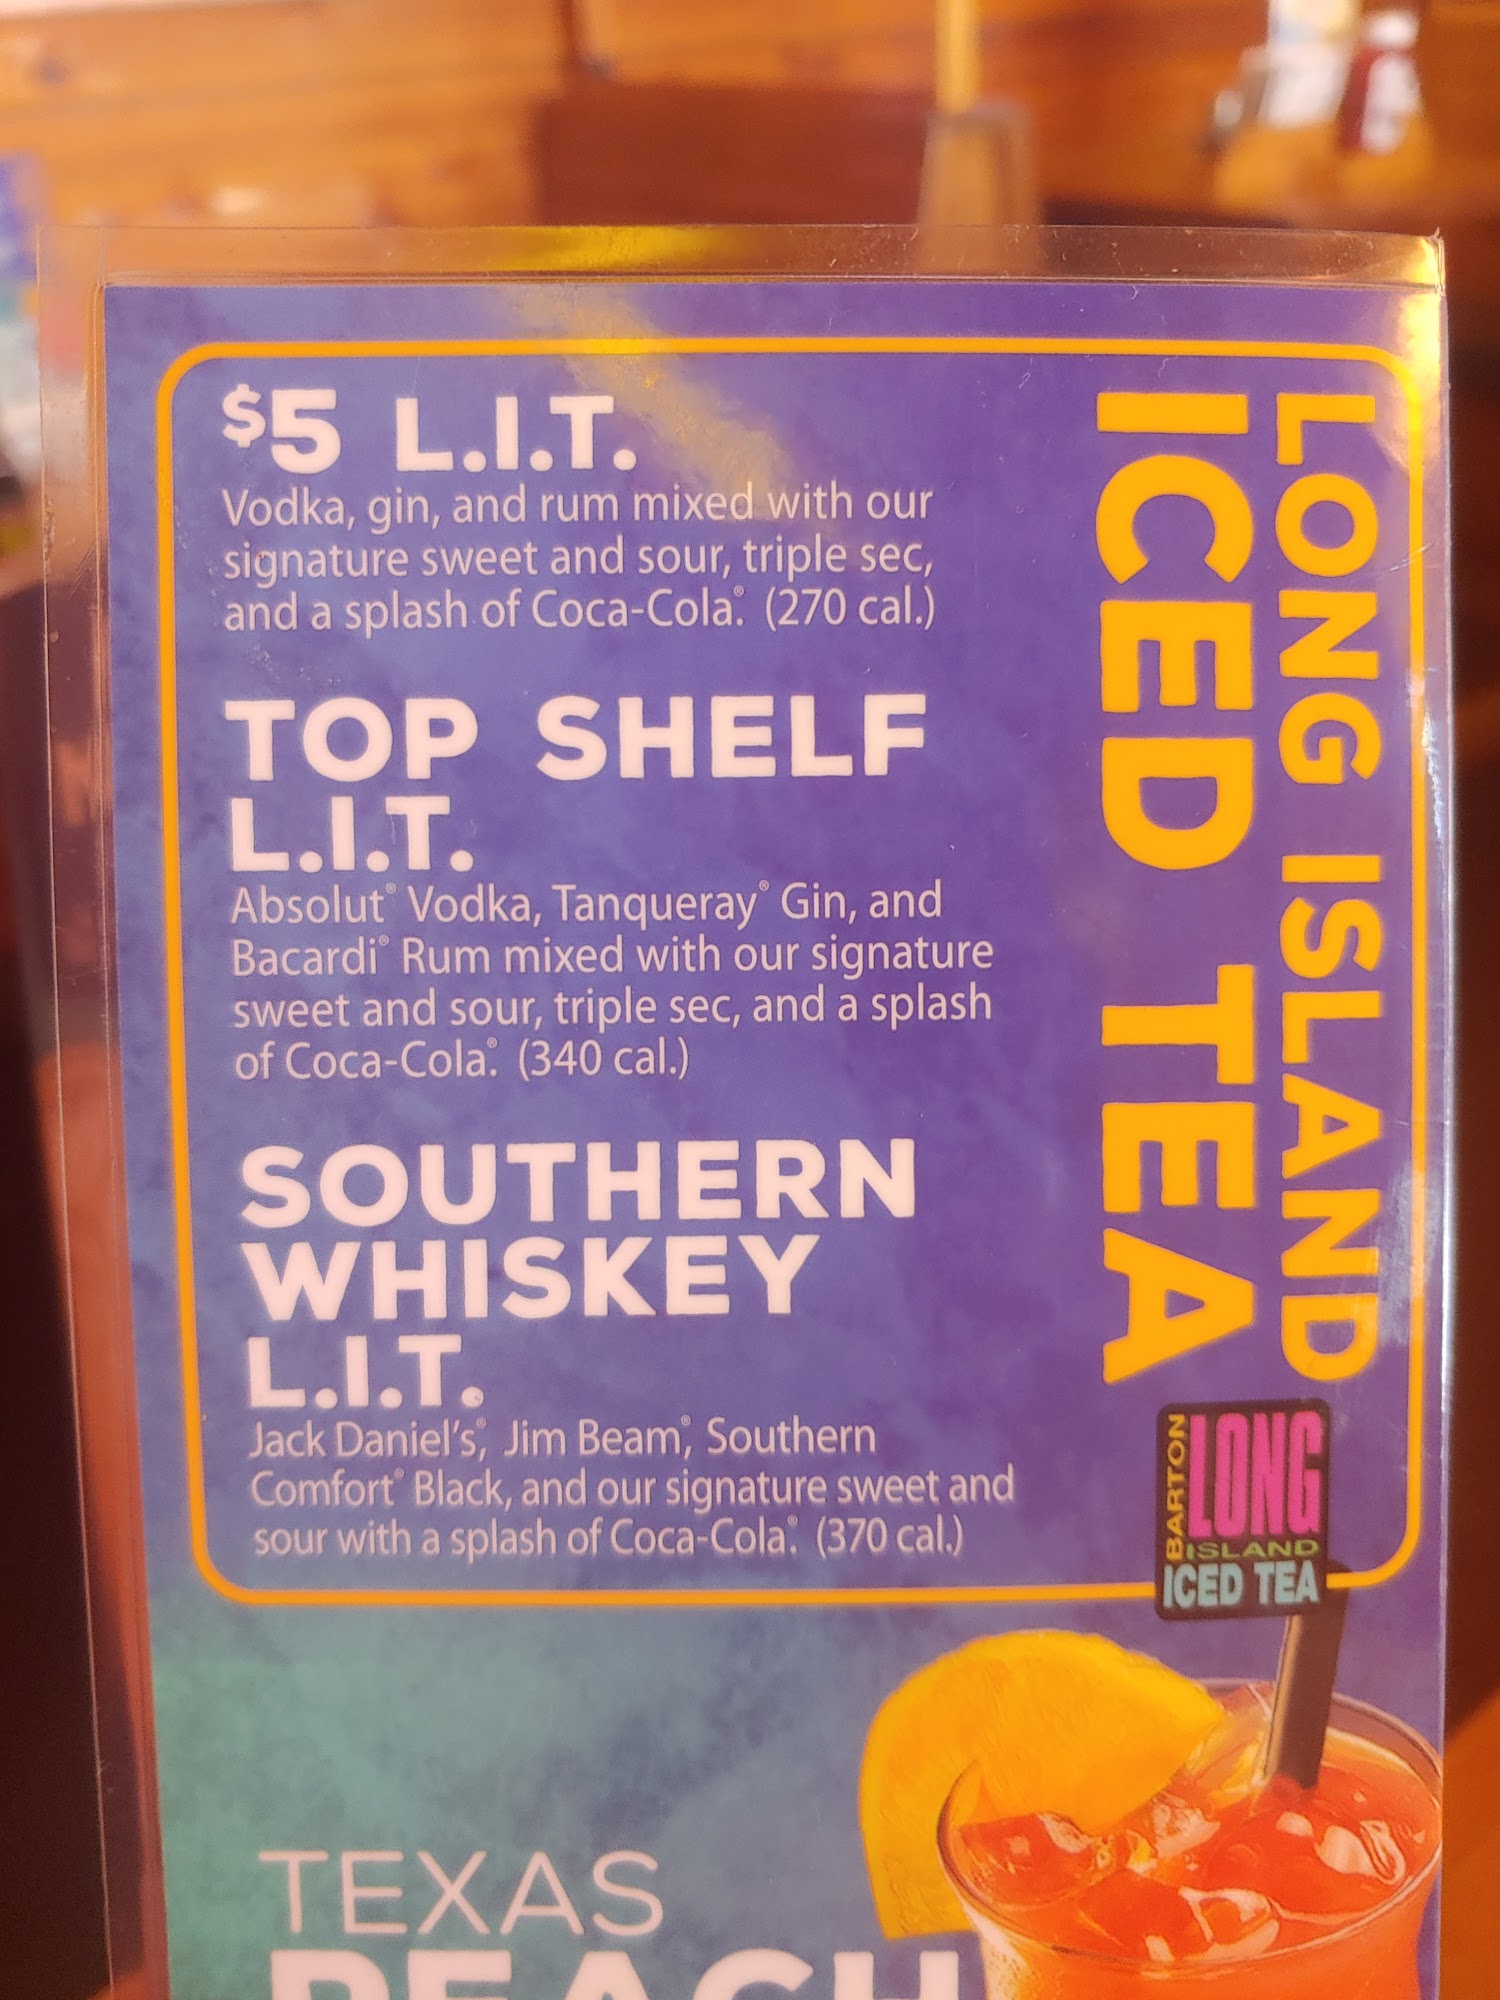 $5 L.I.T.
Vodka, gin, and rum mixed with our
signature sweet and sour, triple sec,
and a splash of Coca-Cola®. (270 cal.)
TOP SHELF
L.I.T.
Absolut® Vodka, Tanqueray® Gin, and
Bacardi® Rum mixed with our signature
sweet and sour, triple sec, and a splash
of Coca-Cola®. (340 cal.)
SOUTHERN
WHISKEY
L.I.T.
Jack Daniel's®, Jim Beam®, Southern
Comfort® Black, and our signature sweet and
sour with a splash of Coca-Cola®. (370 cal.)
LONG ISLAND
ICED TEA
BARTON
LONG
ISLAND
ICED TEA
TEXAS
PEACH